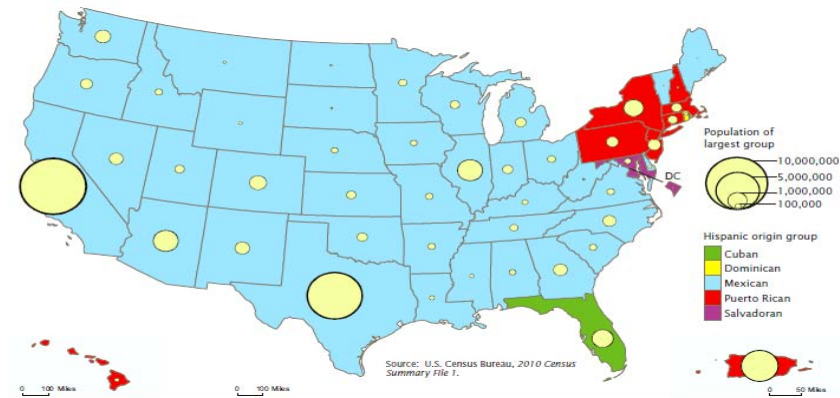 DC
Population of
largest group
10,000,000
5,000,000
1,000,000
100,000
Hispanic origin group
Cuban
Dominican
Mexican
Puerto Rican
Salvadoran
Source: U.S. Census Bureau, 2010 Census
Summary File 1.
0 100 Miles
0 100 Miles
0 50 Miles